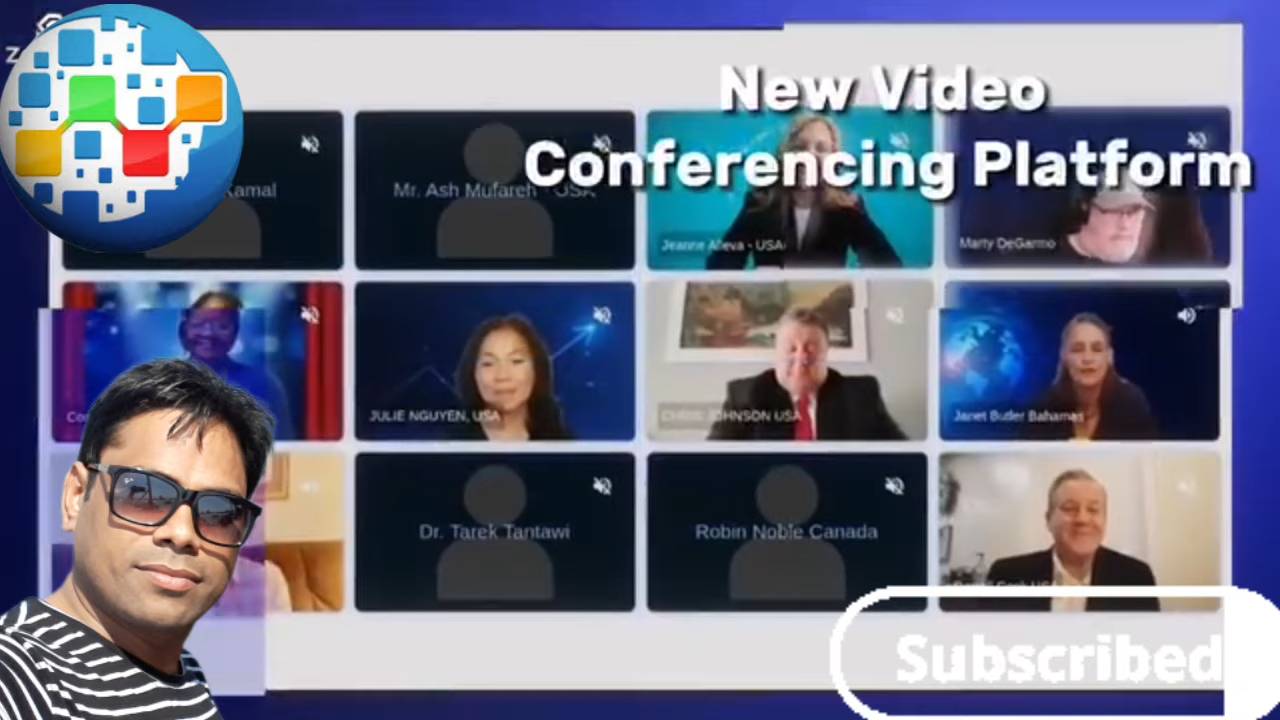 New Video
Conferencing Platform
Kamal
Mr. Ash Mufareh - USA
Jeanne Alieva - USA
Marty DeGarmo
JULIE NGUYEN, USA
CHRIS JOHNSON USA
Janet Butler Bahamas
Dr. Tarek Tantawi
Robin Noble Canada
Subscribed